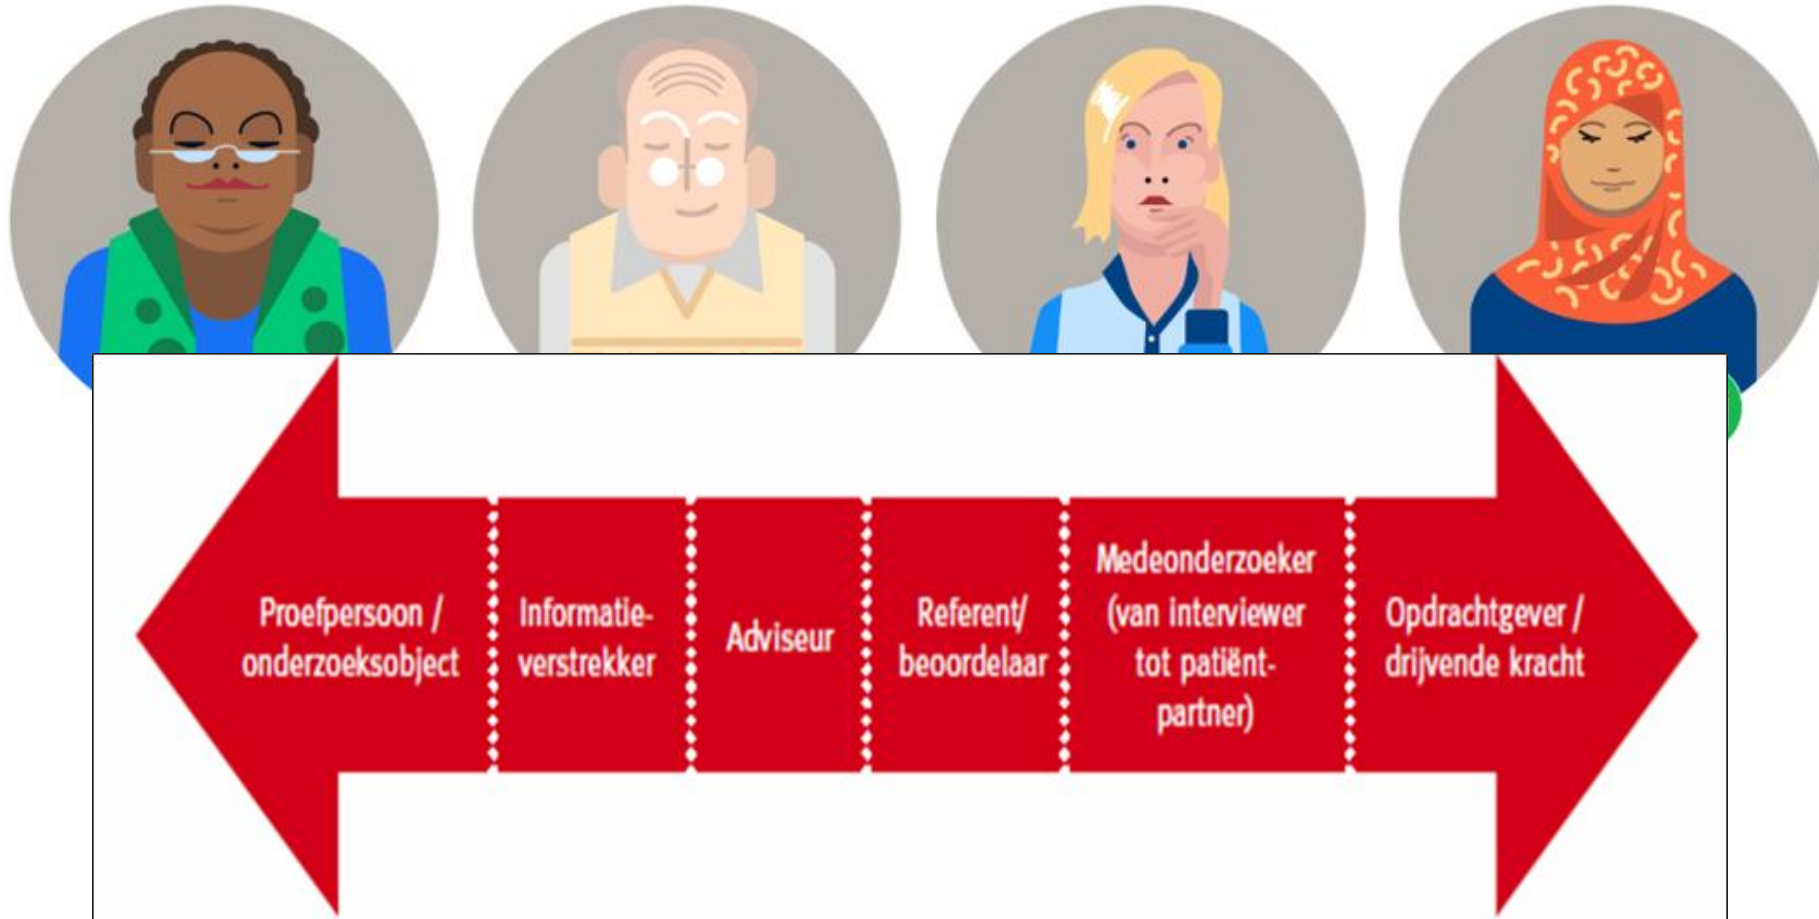 Proefpersoon /
onderzoeksobject
Informatie-
verstrekker
Adviseur
Referent/
beoordelaar
Medeonderzoeker
(van interviewer
tot patiënt-
partner)
Opdrachtgever /
drijvende kracht